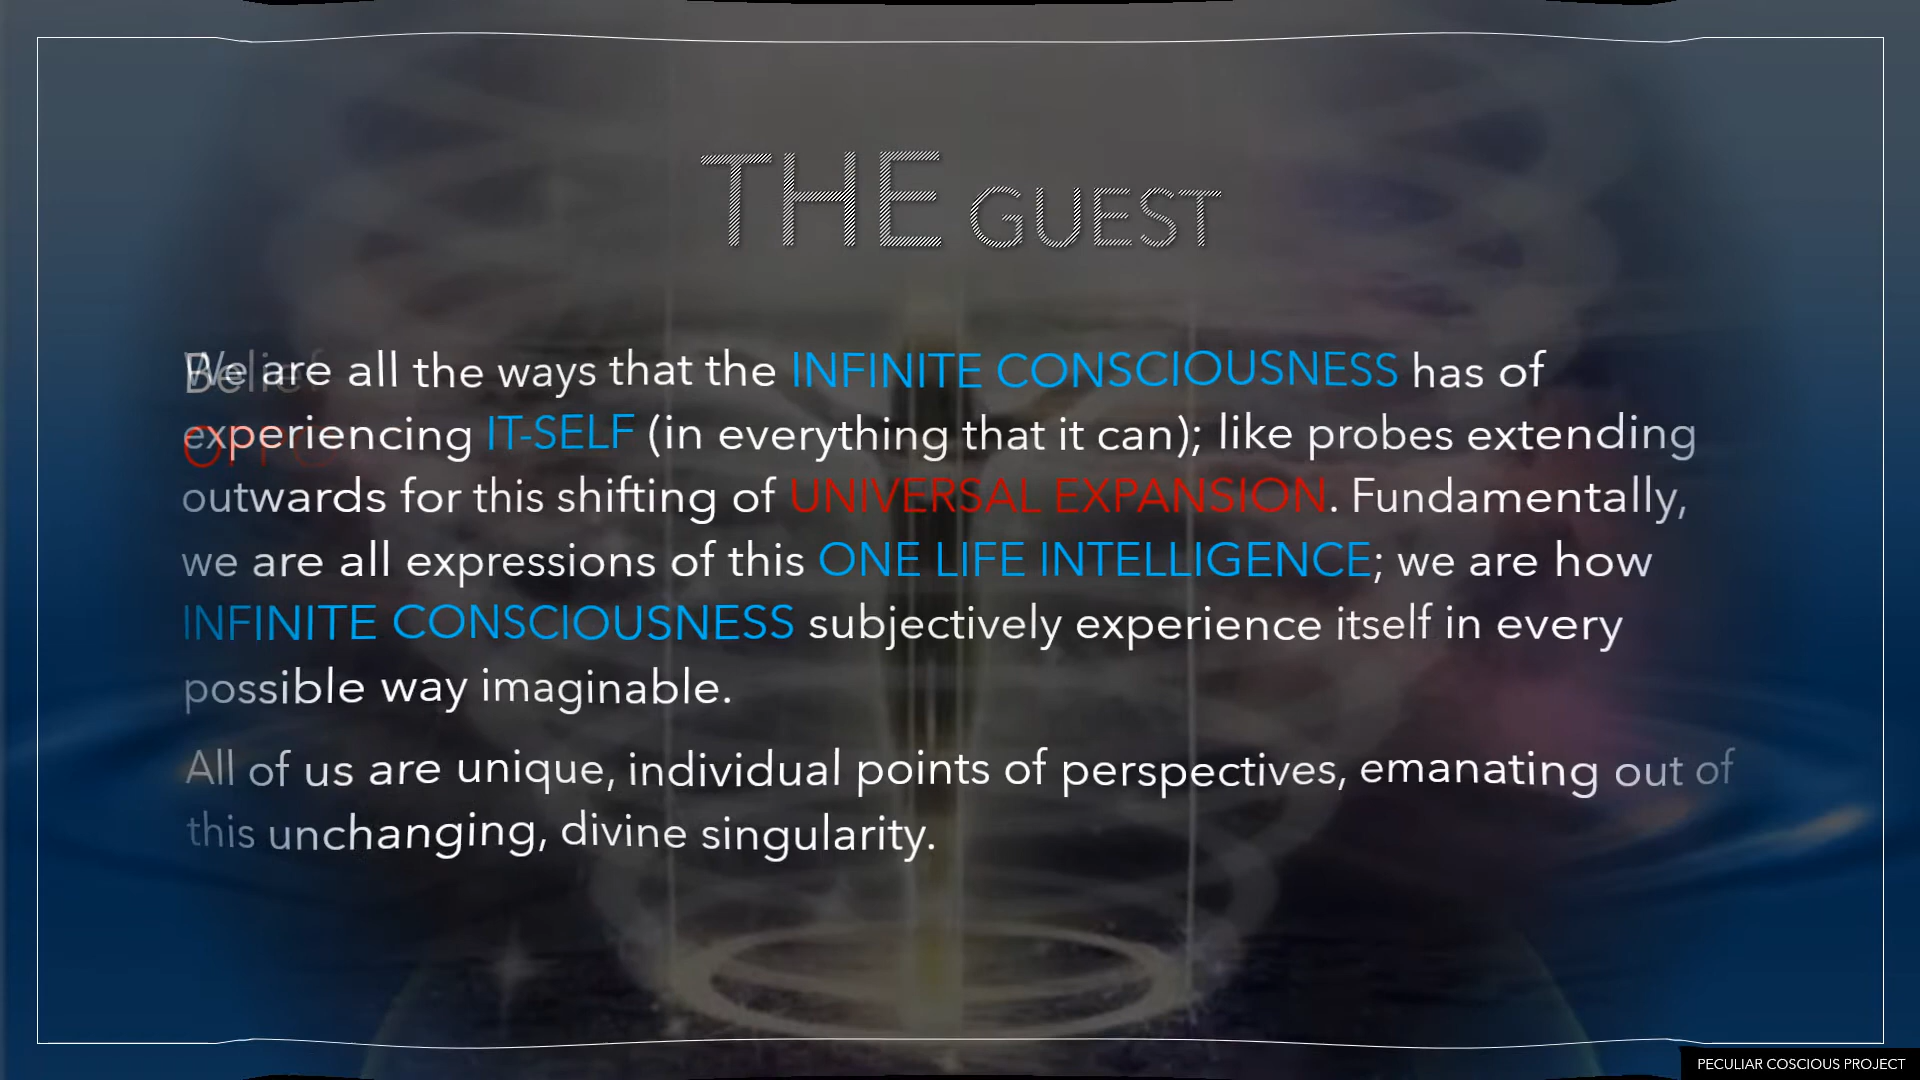 THE GUEST
We are all the ways that the INFINITE CONSCIOUSNESS has of
experiencing IT-SELF (in everything that it can); like probes extending
outwards for this shifting of UNIVERSAL EXPANSION. Fundamentally,
we are all expressions of this ONE LIFE INTELLIGENCE; we are how
INFINITE CONSCIOUSNESS subjectively experience itself in every
possible way imaginable.
All of us are unique, individual points of perspectives, emanating out of
this unchanging, divine singularity.
PECULIAR COSCIOUS PROJECT